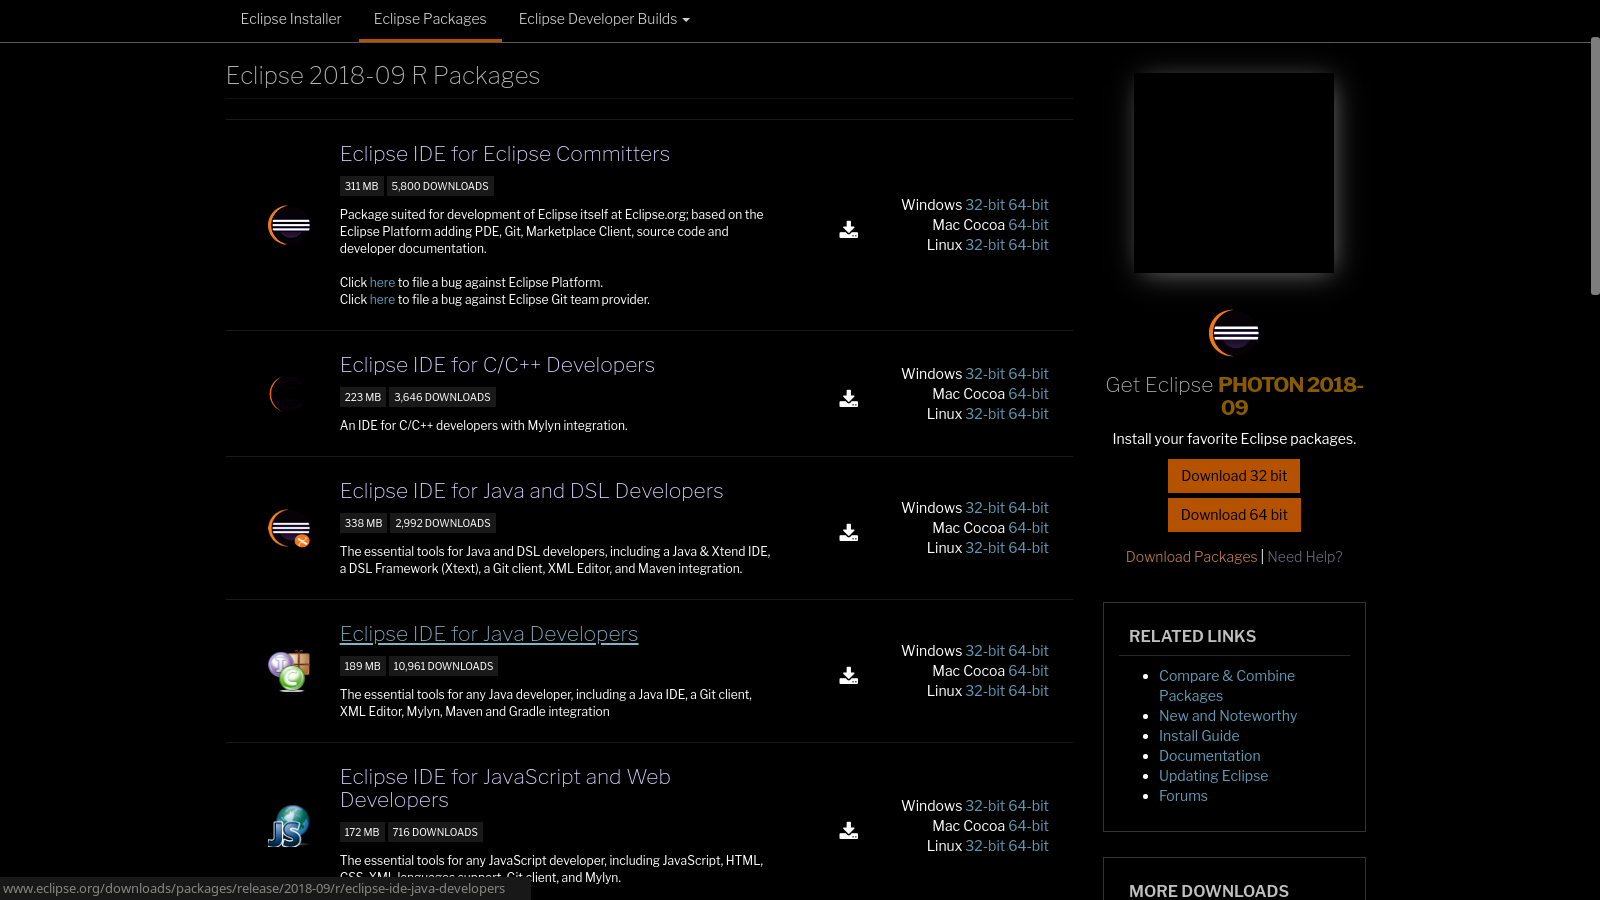 Eclipse Installer
Eclipse Packages
Eclipse Developer Builds
Eclipse 2018-09 R Packages
Eclipse IDE for Eclipse Committers
311 MB 5,800 DOWNLOADS
Package suited for development of Eclipse itself at Eclipse.org; based on the
Eclipse Platform adding PDE, Git, Marketplace Client, source code and
developer documentation.
Click here to file a bug against Eclipse Platform.
Click here to file a bug against Eclipse Git team provider.
Windows 32-bit 64-bit
Mac Cocoa 64-bit
Linux 32-bit 64-bit
Eclipse IDE for C/C++ Developers
223 MB 3,646 DOWNLOADS
An IDE for C/C++ developers with Mylyn integration.
Windows 32-bit 64-bit
Mac Cocoa 64-bit
Linux 32-bit 64-bit
Eclipse IDE for Java and DSL Developers
338 MB 2,992 DOWNLOADS
The essential tools for Java and DSL developers, including a Java & Xtend IDE,
a DSL Framework (Xtext), a Git client, XML Editor, and Maven integration.
Windows 32-bit 64-bit
Mac Cocoa 64-bit
Linux 32-bit 64-bit
Eclipse IDE for Java Developers
189 MB 10,961 DOWNLOADS
The essential tools for any Java developer, including a Java IDE, a Git client,
XML Editor, Mylyn, Maven and Gradle integration
Windows 32-bit 64-bit
Mac Cocoa 64-bit
Linux 32-bit 64-bit
JS
Eclipse IDE for JavaScript and Web
Developers
172 MB 716 DOWNLOADS
The essential tools for any JavaScript developer, including JavaScript, HTML,
CSS, XML languages support, Git client, and Mylyn.
Windows 32-bit 64-bit
Mac Cocoa 64-bit
Linux 32-bit 64-bit
Get Eclipse PHOTON 2018-
09
Install your favorite Eclipse packages.
Download 32 bit
Download 64 bit
Download Packages | Need Help?
RELATED LINKS
Compare & Combine
Packages
New and Noteworthy
Install Guide
Documentation
Updating Eclipse
Forums
MORE DOWNLOADS
www.eclipse.org/downloads/packages/release/2018-09/r/eclipse-ide-java-developers